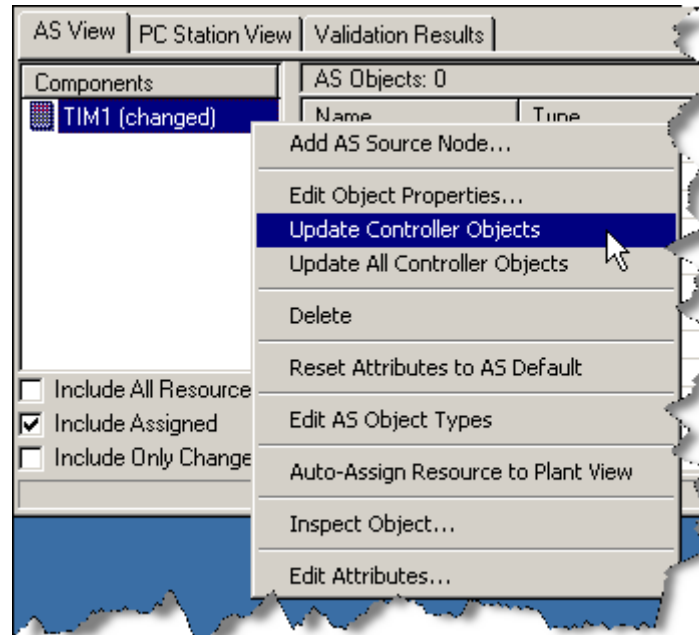 AS View PC Station View Validation Results
Components AS Objects: 0
TIM1 (changed) Name Type
Add AS Source Node...
Edit Object Properties...
Update Controller Objects
Update All Controller Objects
Delete
Reset Attributes to AS Default
Include All Resource
Include Assigned Edit AS Object Types
Include Only Change
Auto-Assign Resource to Plant View
Inspect Object...
Edit Attributes...